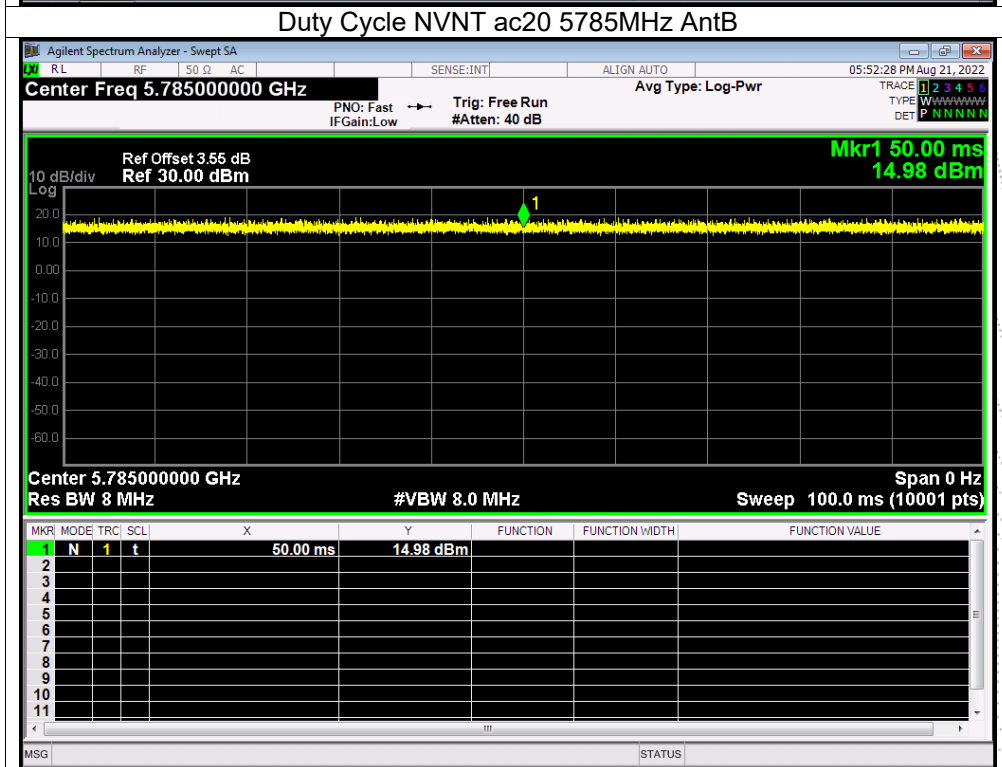 Duty Cycle NVNT ac20 5785MHz AntB
Agilent Spectrum Analyzer - Swept SA
LXI RL RF 50 Ω AC SENSE:INT ALIGN AUTO 05:52:28 PM Aug 21, 2022
Center Freq 5.785000000 GHz Avg Type: Log-Pwr TRACE 1 2 3 4 5 6
PNO: Fast Trig: Free Run TYPE WWWWWW
IFGain:Low #Atten: 40 dB DET P NNNNN
Mkr1 50.00 ms
Ref Offset 3.55 dB
10 dB/div Ref 30.00 dBm 14.98 dBm
Log
1
20.0
10.0
0.00
-10.0
-20.0
-30.0
-40.0
-50.0
-60.0
Center 5.785000000 GHz Span 0 Hz
Res BW 8 MHz #VBW 8.0 MHz Sweep 100.0 ms (10001 pts)
MKR MODE TRC SCL X Y FUNCTION FUNCTION WIDTH FUNCTION VALUE
1 N 1 t 50.00 ms 14.98 dBm
2
3
4
5
6
7
8
9
10
11
MSG STATUS